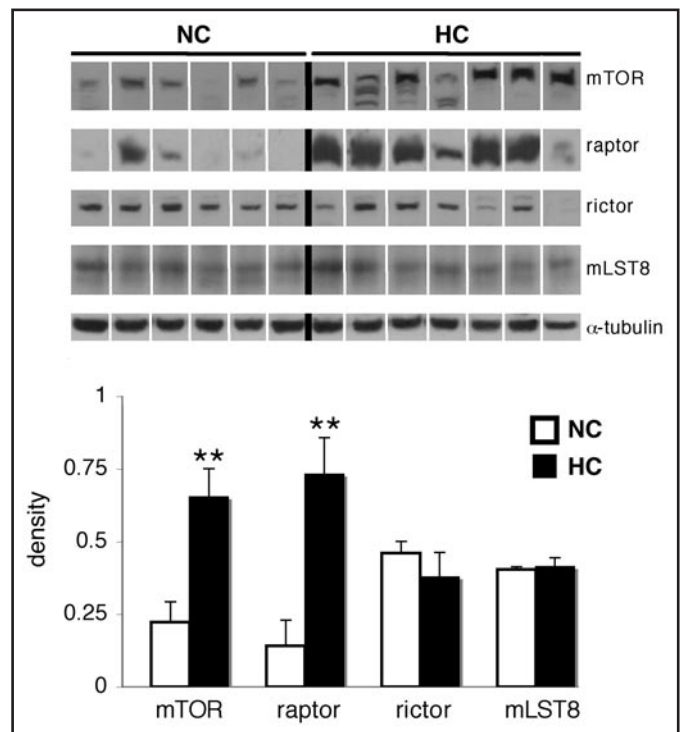 NC HC
mTOR
raptor
rictor
mLST8
α-tubulin
1
** **
NC
HC
0.75
density
0.5
0.25
0
mTOR raptor rictor mLST8